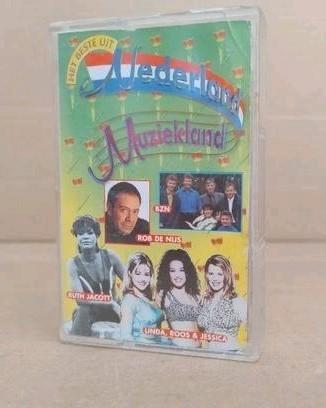 HET BESTE UIT
Nederland
Muziekland
BZN
ROB DE NIJS
RUTH JACOTT
LINDA, ROOS & JESSICA